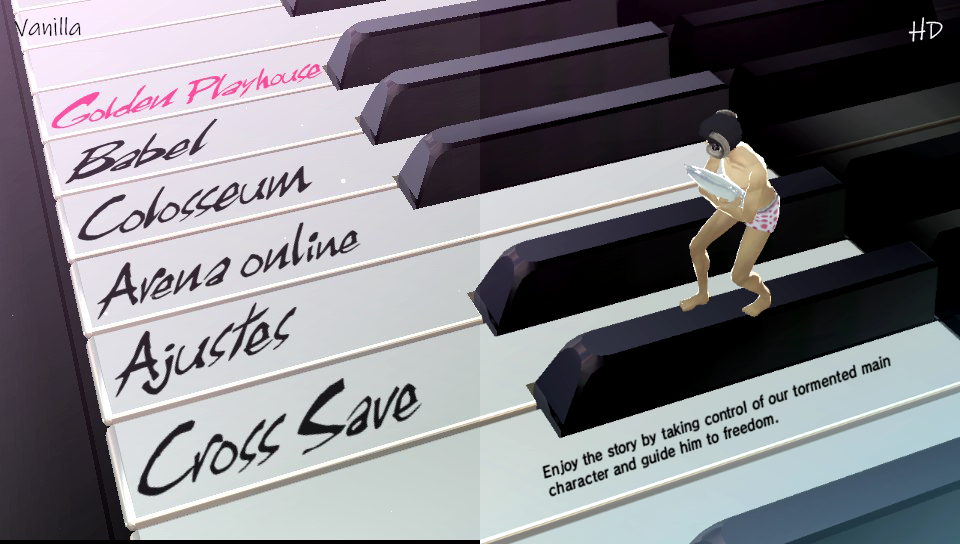 Vanilla
HD
Golden Playhouse
Babel
Colosseum
Arena online
Ajustes
Cross Save
Enjoy the story by taking control of our tormented main
character and guide him to freedom.